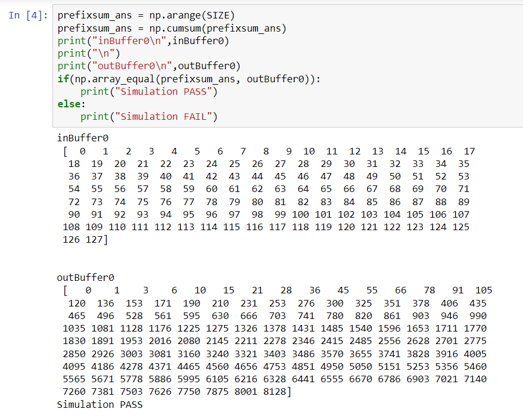 In [4]: prefixsum_ans = np.arange(SIZE)
prefixsum_ans = np.cumsum(prefixsum_ans)
print("inBuffer0\n",inBuffer0)
print("\n")
print("outBuffer0\n",outBuffer0)
if(np.array_equal(prefixsum_ans, outBuffer0)):
print("Simulation PASS")
else:
print("Simulation FAIL")
inBuffer0
[ 0 1 2 3 4 5 6 7 8 9 10 11 12 13 14 15 16 17
18 19 20 21 22 23 24 25 26 27 28 29 30 31 32 33 34 35
36 37 38 39 40 41 42 43 44 45 46 47 48 49 50 51 52 53
54 55 56 57 58 59 60 61 62 63 64 65 66 67 68 69 70 71
72 73 74 75 76 77 78 79 80 81 82 83 84 85 86 87 88 89
90 91 92 93 94 95 96 97 98 99 100 101 102 103 104 105 106 107
108 109 110 111 112 113 114 115 116 117 118 119 120 121 122 123 124 125
126 127]
outBuffer0
[ 0 1 3 6 10 15 21 28 36 45 55 66 78 91 105
120 136 153 171 190 210 231 253 276 300 325 351 378 406 435
465 496 528 561 595 630 666 703 741 780 820 861 903 946 990
1035 1081 1128 1176 1225 1275 1326 1378 1431 1485 1540 1596 1653 1711 1770
1830 1891 1953 2016 2080 2145 2211 2278 2346 2415 2485 2556 2628 2701 2775
2850 2926 3003 3081 3160 3240 3321 3403 3486 3570 3655 3741 3828 3916 4005
4095 4186 4278 4371 4465 4560 4656 4753 4851 4950 5050 5151 5253 5356 5460
5565 5671 5778 5886 5995 6105 6216 6328 6441 6555 6670 6786 6903 7021 7140
7260 7381 7503 7626 7750 7875 8001 8128]
Simulation PASS